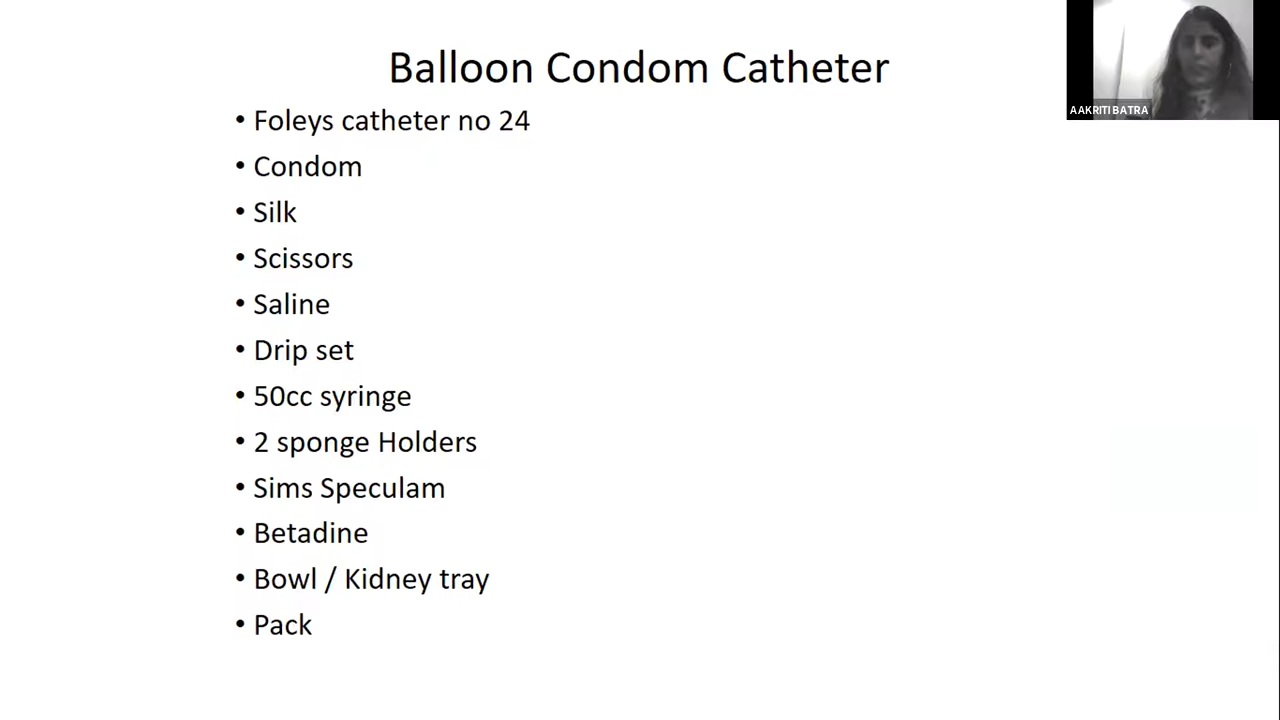 Balloon Condom Catheter
• Foleys catheter no 24
• Condom
• Silk
• Scissors
• Saline
• Drip set
• 50cc syringe
• 2 sponge Holders
• Sims Speculam
• Betadine
• Bowl / Kidney tray
• Pack
AAKRITI BATRA